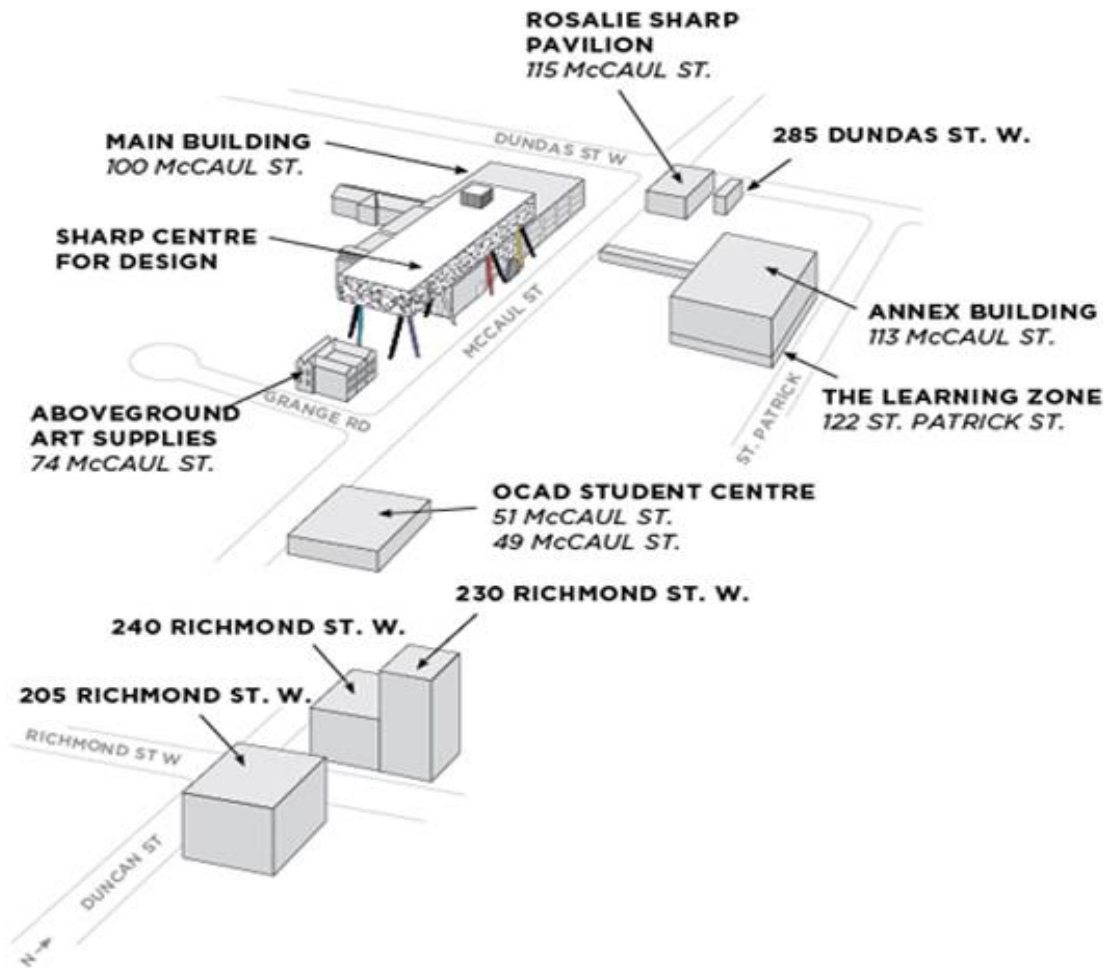 ROSALIE SHARP
PAVILION
115 McCAUL ST.
MAIN BUILDING
100 McCAUL ST.
DUNDAS ST W
285 DUNDAS ST. W.
SHARP CENTRE
FOR DESIGN
MCCAUL ST
ANNEX BUILDING
113 McCAUL ST.
THE LEARNING ZONE
122 ST. PATRICK ST.
ST. PATRICK
GRANGE RD
ABOVEGROUND
ART SUPPLIES
74 McCAUL ST.
OCAD STUDENT CENTRE
51 McCAUL ST.
49 McCAUL ST.
230 RICHMOND ST. W.
240 RICHMOND ST. W.
205 RICHMOND ST. W.
RICHMOND ST W
DUNCAN ST
N